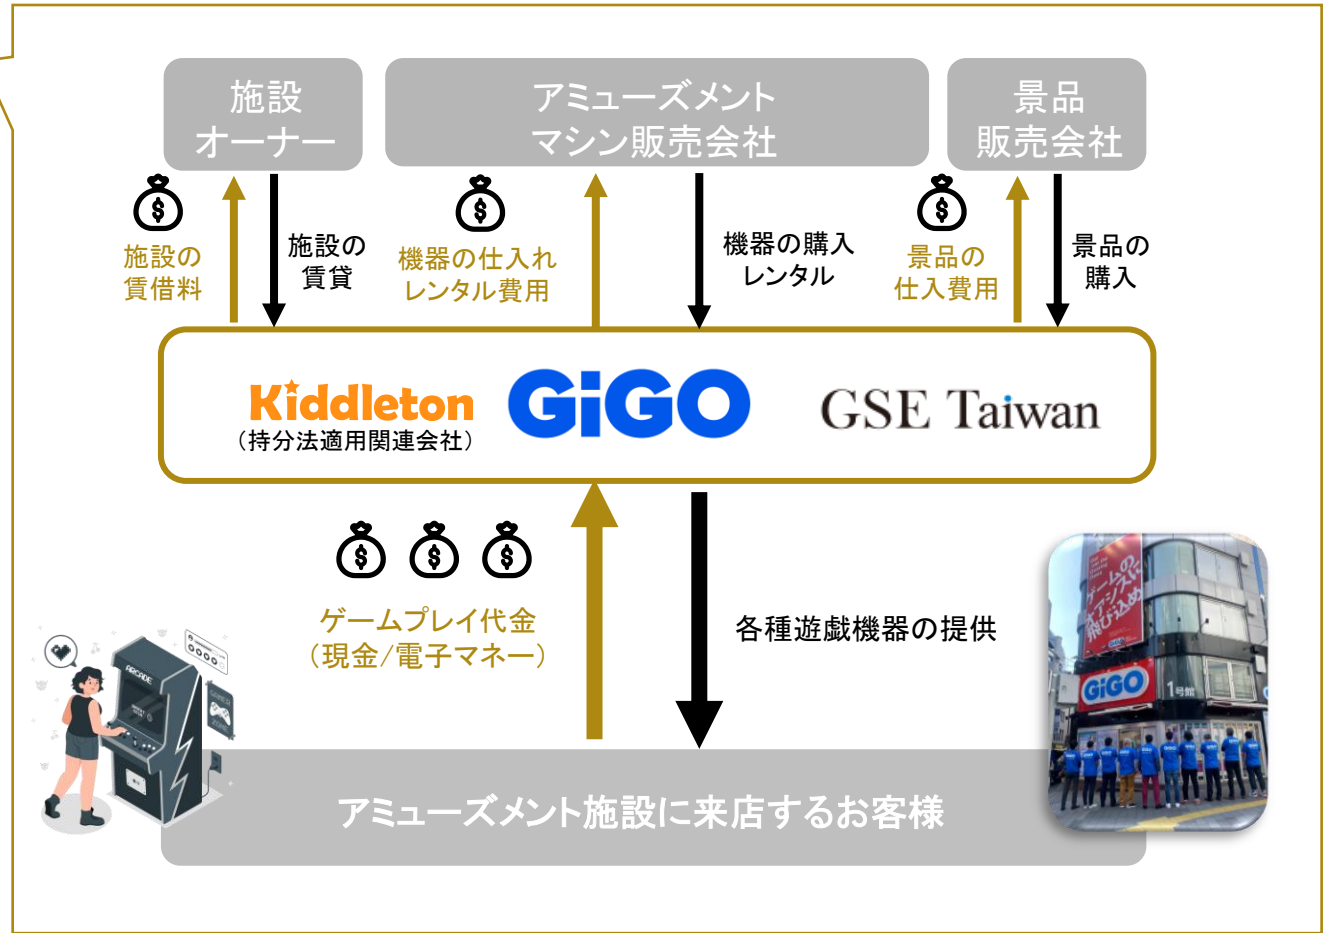 施設
オーナー
アミューズメント
マシン販売会社
景品
販売会社
施設の
賃借料
施設の
賃貸
機器の仕入れ
レンタル費用
機器の購入
レンタル
景品の
仕入費用
景品の
購入
Kiddleton
（持分法適用関連会社）
GiGO
GSE Taiwan
ゲームプレイ代金
（現金/電子マネー）
各種遊戯機器の提供
ARCADE
ゲームの
オアシスに
飛び込め
GiGO
1号館
アミューズメント施設に来店するお客様